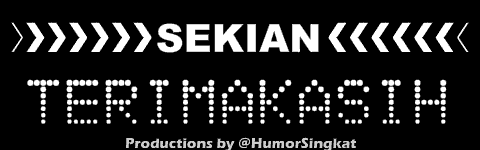 SEKIAN
TERIMAKASIH
Productions by @HumorSingkat